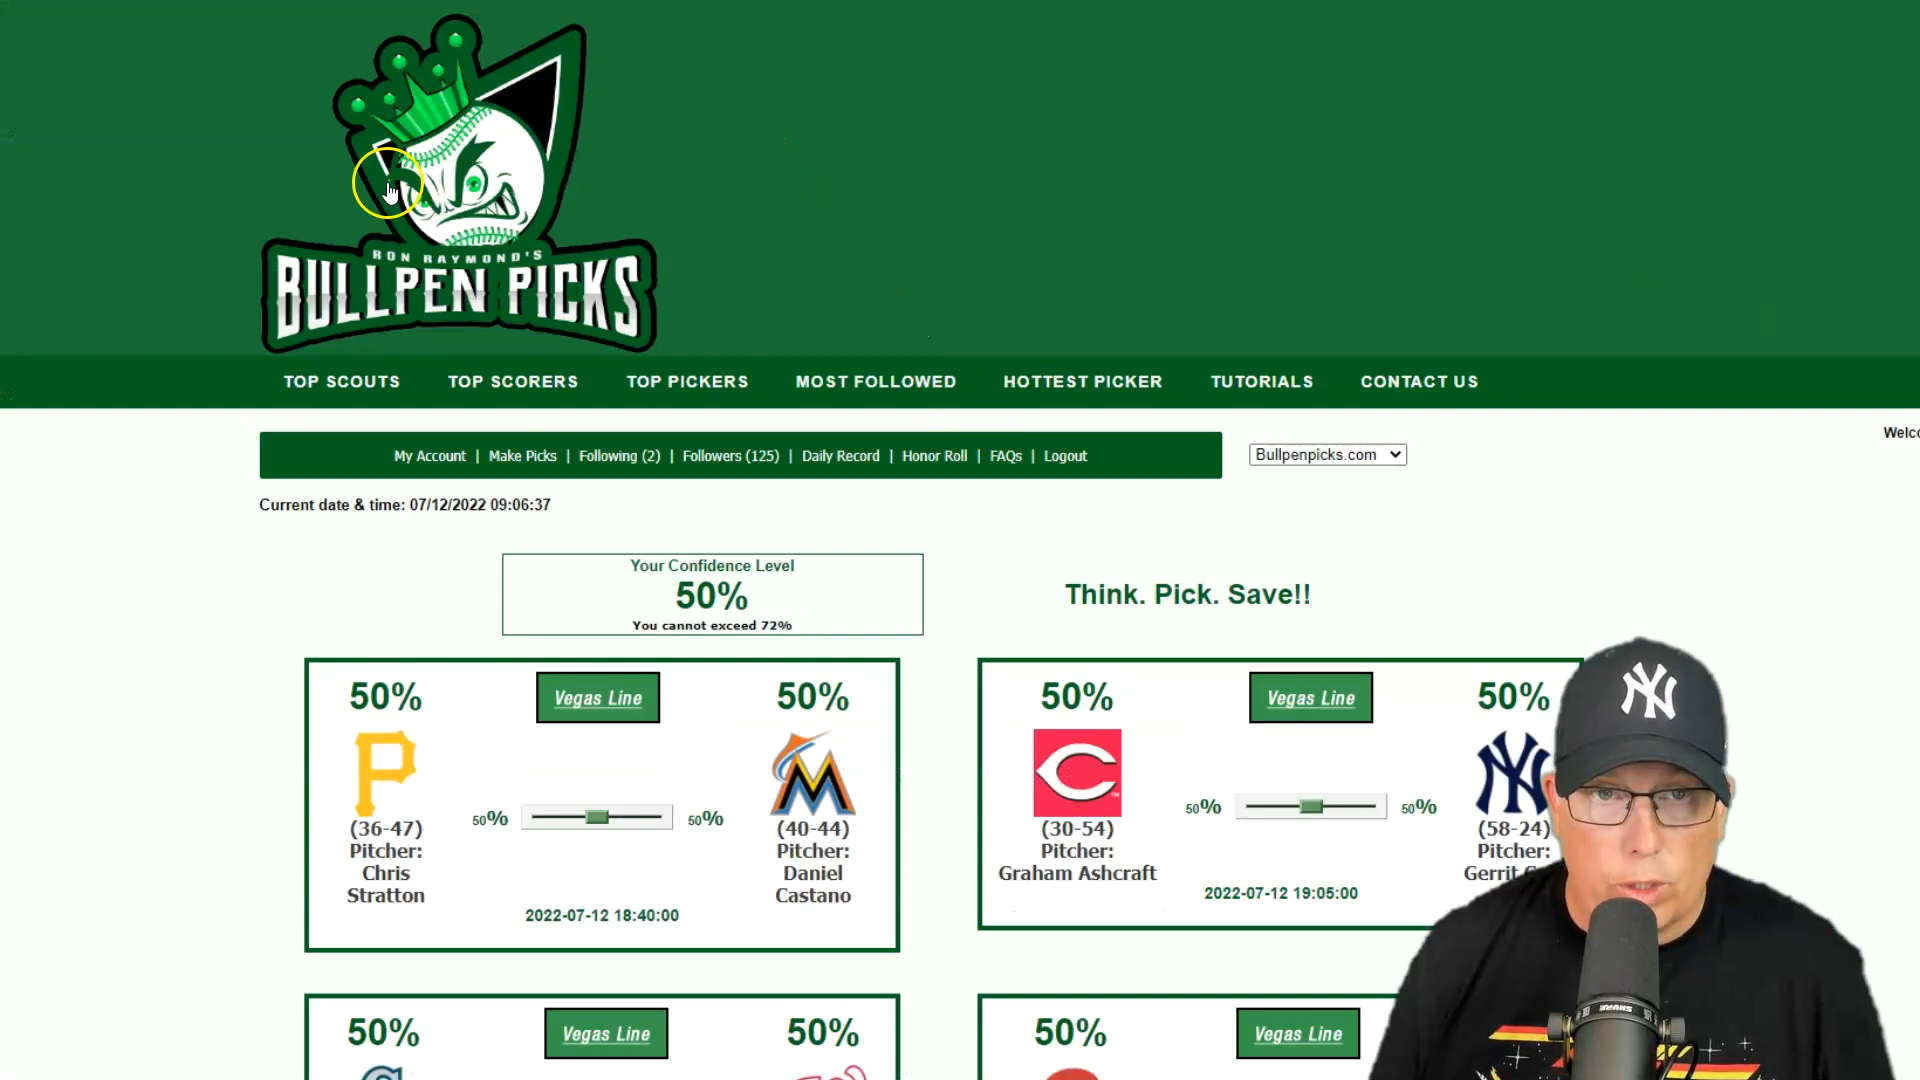 RON RAYMOND'S
BULLPEN PICKS
TOP SCOUTS TOP SCORERS TOP PICKERS MOST FOLLOWED HOTTEST PICKER TUTORIALS CONTACT US
My Account | Make Picks | Following (2) | Followers (125) | Daily Record | Honor Roll | FAQs | Logout
Bullpenpicks.com
Current date & time: 07/12/2022 09:06:37
Your Confidence Level
50%
You cannot exceed 72%
Think. Pick. Save!!
50% Vegas Line 50%
P M
50% 50%
(36-47) (40-44)
Pitcher: Pitcher:
Chris Daniel
Stratton Castano
2022-07-12 18:40:00
50% Vegas Line 50%
C NY
50% 50%
(30-54) (58-24)
Pitcher: Pitcher:
Graham Ashcraft Gerrit
2022-07-12 19:05:00
50% Vegas Line 50%
50% Vegas Line
NY
SHURE